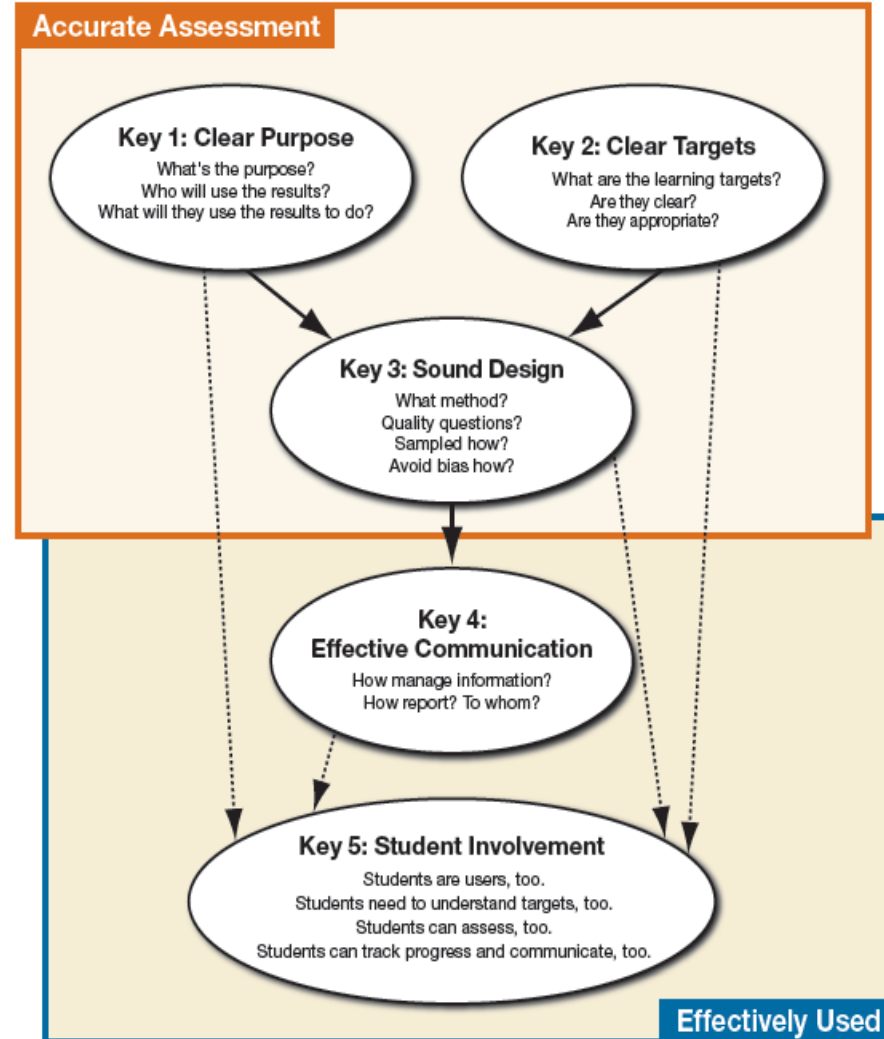 Accurate Assessment
Key 1: Clear Purpose
What's the purpose?
Who will use the results?
What will they use the results to do?
Key 2: Clear Targets
What are the learning targets?
Are they clear?
Are they appropriate?
Key 3: Sound Design
What method?
Quality questions?
Sampled how?
Avoid bias how?
Key 4:
Effective Communication
How manage information?
How report? To whom?
Key 5: Student Involvement
Students are users, too.
Students need to understand targets, too.
Students can assess, too.
Students can track progress and communicate, too.
Effectively Used